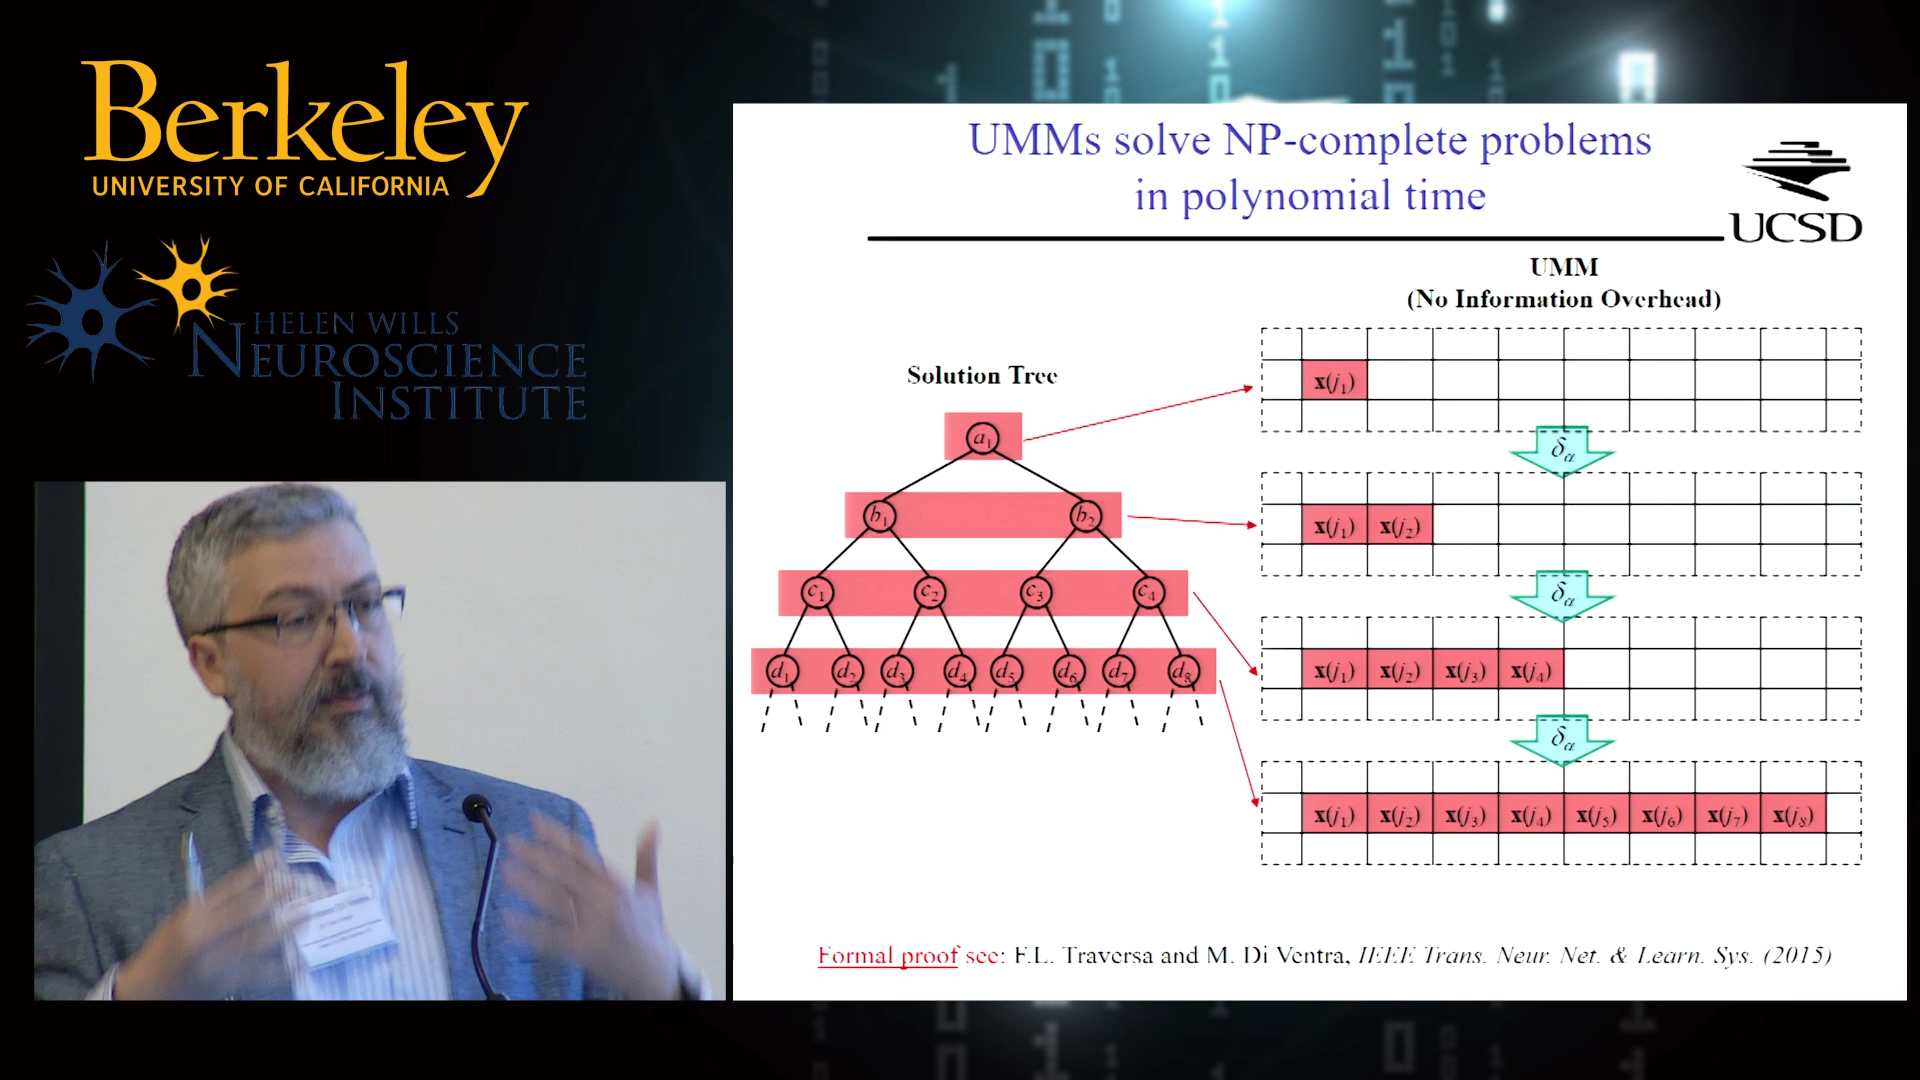 Berkeley
UNIVERSITY OF CALIFORNIA
HELEN WILLS
NEUROSCIENCE
INSTITUTE
UMMs solve NP-complete problems
in polynomial time
UCSD
UMM
(No Information Overhead)
Solution Tree
a₁
b₁ b₂
c₁ c₂ c₃ c₄
d₁ d₂ d₃ d₄ d₅ d₆ d₇ d₈
x(j₁)
δα
x(j₁) x(j₂)
δα
x(j₁) x(j₂) x(j₃) x(j₄)
δα
x(j₁) x(j₂) x(j₃) x(j₄) x(j₅) x(j₆) x(j₇) x(j₈)
Formal proof see: F.L. Traversa and M. Di Ventra, IEEE Trans. Neur. Net. & Learn. Sys. (2015)